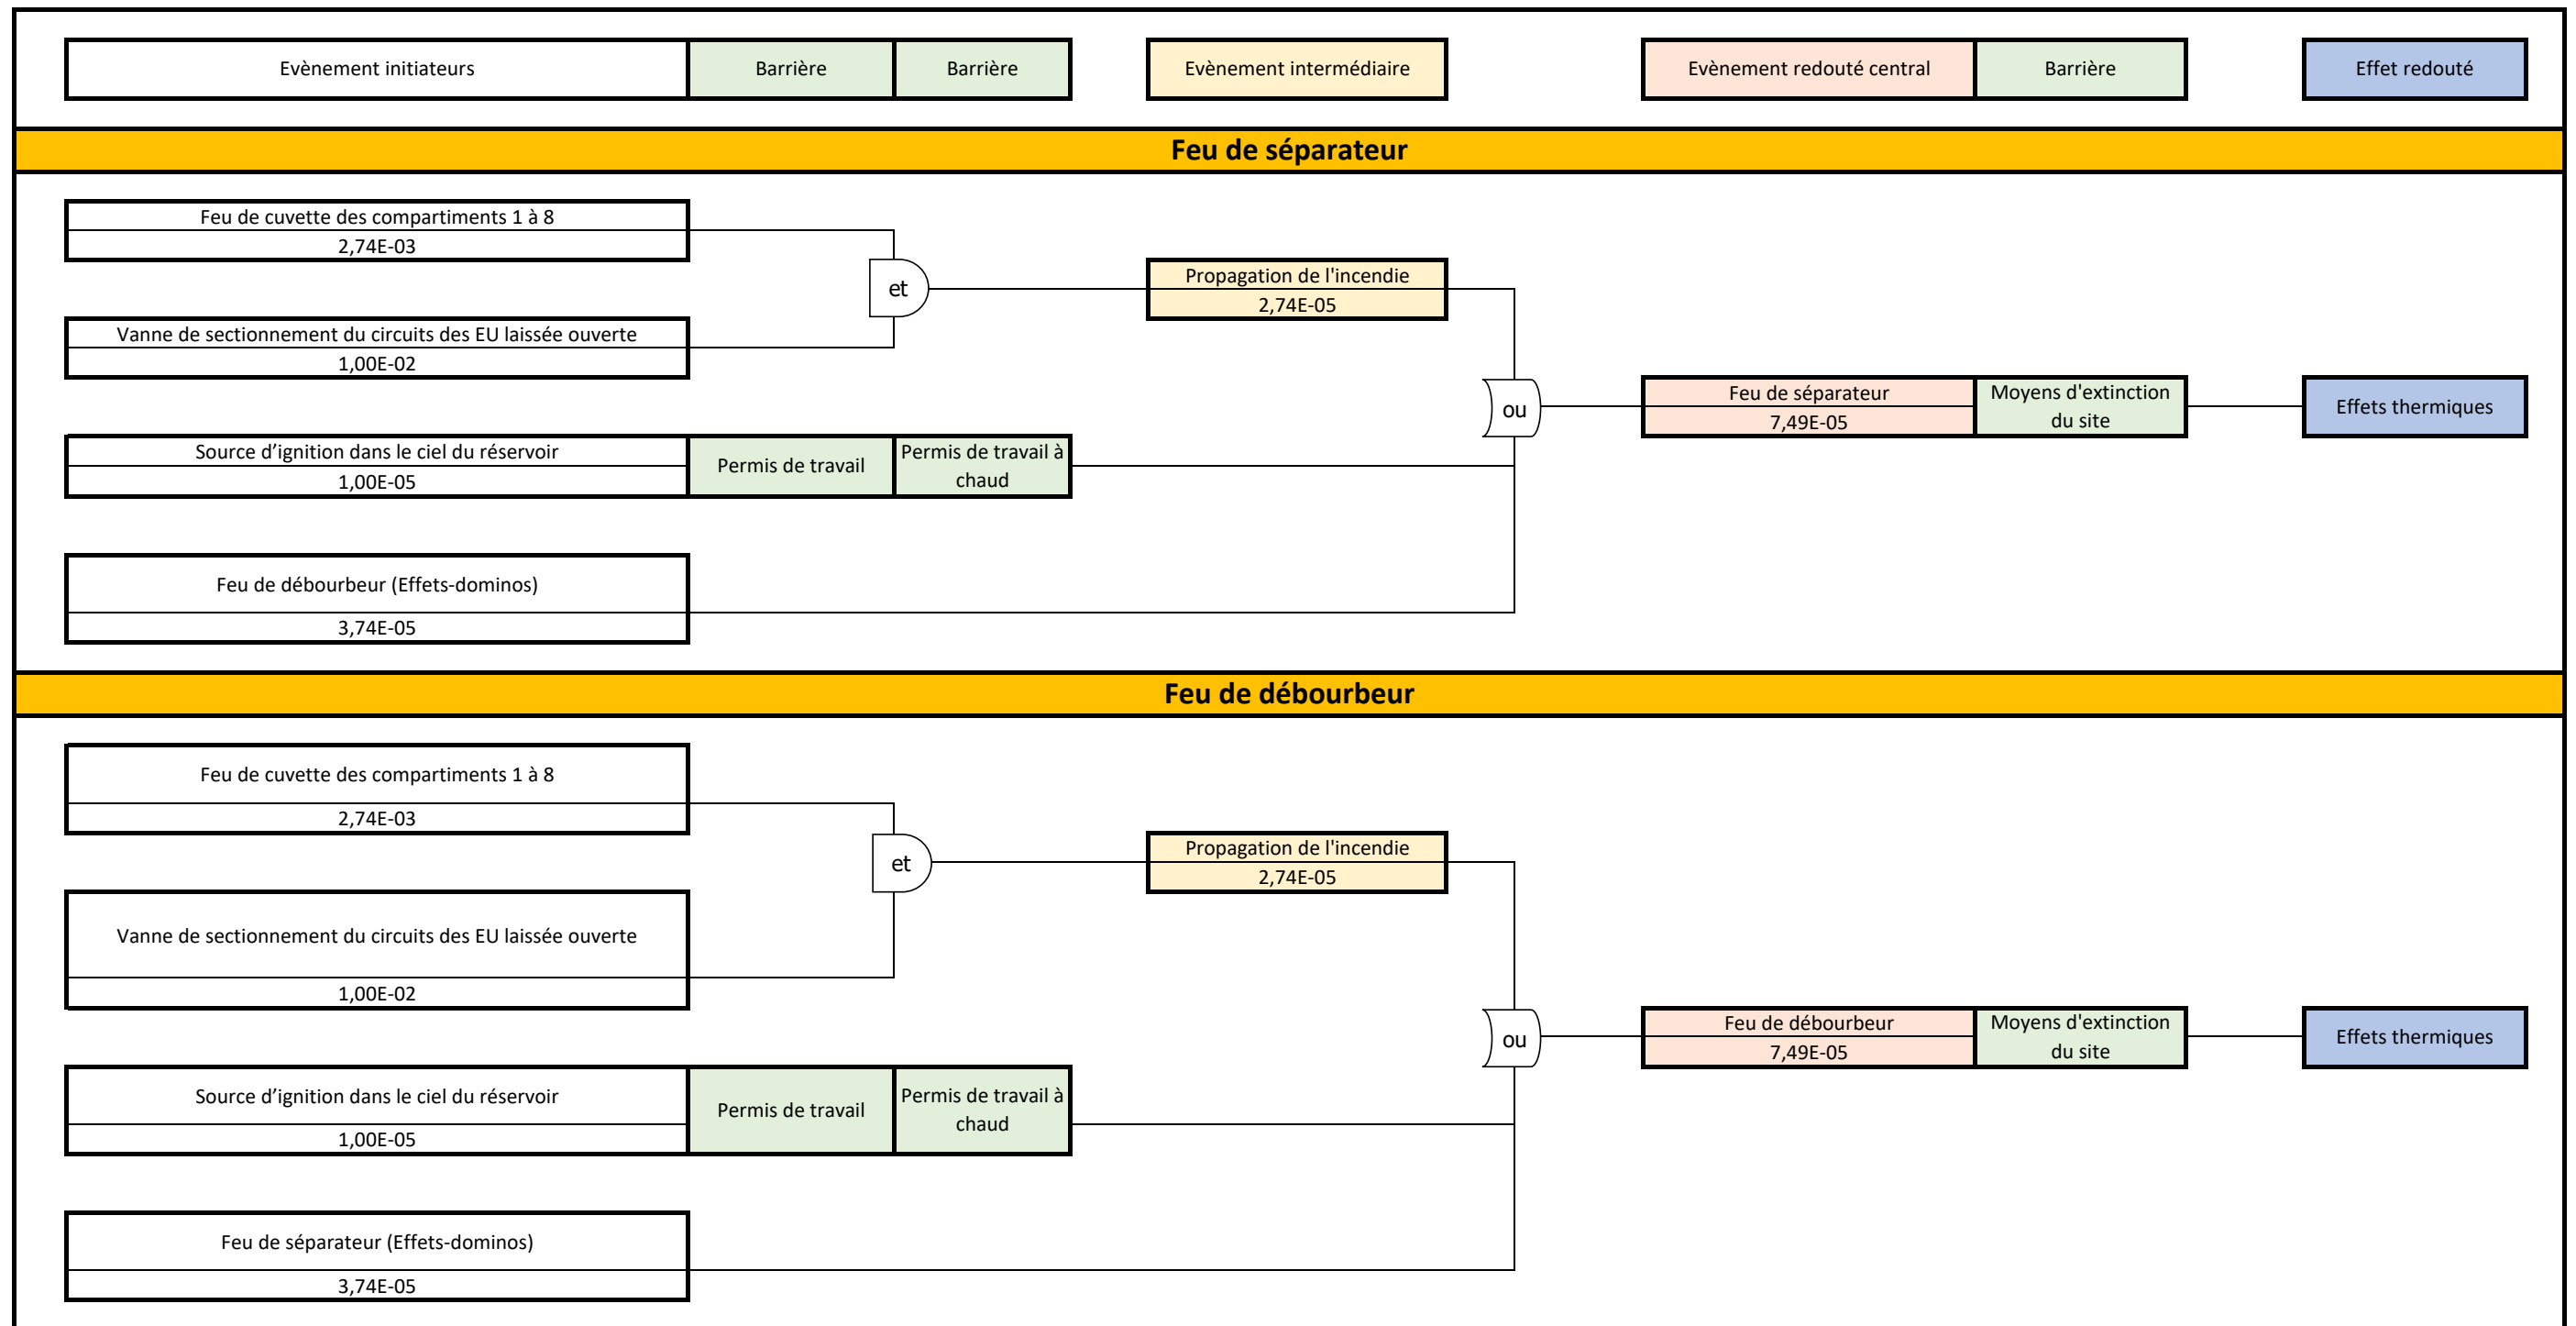 Evènement initiateurs
Barrière
Barrière
Evènement intermédiaire
Evènement redouté central
Barrière
Effet redouté
Feu de séparateur
Feu de cuvette des compartiments 1 à 8
2,74E-03
et
Propagation de l'incendie
2,74E-05
Vanne de sectionnement du circuits des EU laissée ouverte
1,00E-02
ou
Feu de séparateur
7,49E-05
Moyens d'extinction
du site
Effets thermiques
Source d’ignition dans le ciel du réservoir
1,00E-05
Permis de travail
Permis de travail à
chaud
Feu de débourbeur (Effets-dominos)
3,74E-05
Feu de débourbeur
Feu de cuvette des compartiments 1 à 8
2,74E-03
et
Propagation de l'incendie
2,74E-05
Vanne de sectionnement du circuits des EU laissée ouverte
1,00E-02
ou
Feu de débourbeur
7,49E-05
Moyens d'extinction
du site
Effets thermiques
Source d’ignition dans le ciel du réservoir
1,00E-05
Permis de travail
Permis de travail à
chaud
Feu de séparateur (Effets-dominos)
3,74E-05